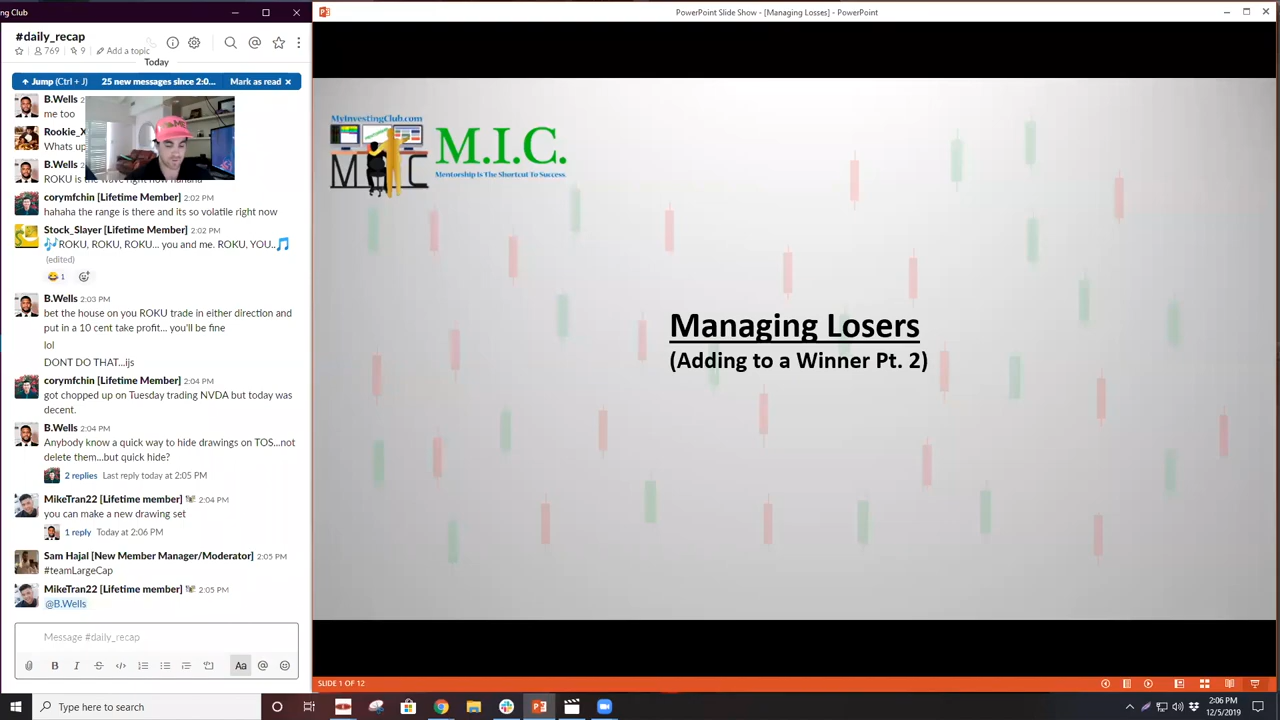 ng Club
#daily_recap
769
9
Add a topic
Today
Jump (Ctrl + J)
25 new messages since 2:0...
Mark as read
B.Wells 2
me too
Rookie_X
Whats up
B.Wells
ROKU is the wave right now hahaha
corymfchin [Lifetime Member] 2:02 PM
hahaha the range is there and its so volatile right now
Stock_Slayer [Lifetime Member] 2:02 PM
🎶ROKU, ROKU, ROKU... you and me. ROKU, YOU..🎵
(edited)
😂 1
B.Wells 2:03 PM
bet the house on you ROKU trade in either direction and
put in a 10 cent take profit... you'll be fine
lol
DONT DO THAT...ijs
corymfchin [Lifetime Member] 2:04 PM
got chopped up on Tuesday trading NVDA but today was
decent.
B.Wells 2:04 PM
Anybody know a quick way to hide drawings on TOS...not
delete them...but quick hide?
2 replies Last reply today at 2:05 PM
MikeTran22 [Lifetime member] 2:04 PM
you can make a new drawing set
1 reply Today at 2:06 PM
Sam Hajal [New Member Manager/Moderator] 2:05 PM
#teamLargeCap
MikeTran22 [Lifetime member] 2:05 PM
@B.Wells
Message #daily_recap
B I S </> Aa @
Type here to search
PowerPoint Slide Show - [Managing Losses] - PowerPoint
MyInvestingClub.com
MIC
M.I.C.
Mentorship Is The Shortcut To Success.
Managing Losers
(Adding to a Winner Pt. 2)
SLIDE 1 OF 12
2:06 PM
12/5/2019